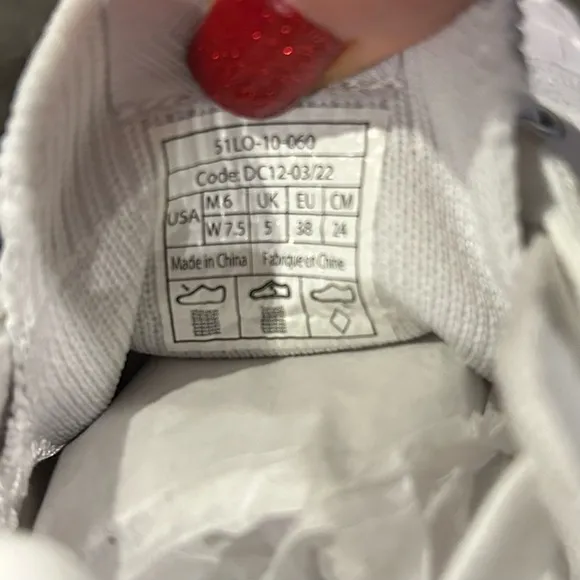 51LO-10-060
Code: DC12-03/22
USA M 6 UK EU CM
W 7.5 5 38 24
Made in China Fabriqué en Chine